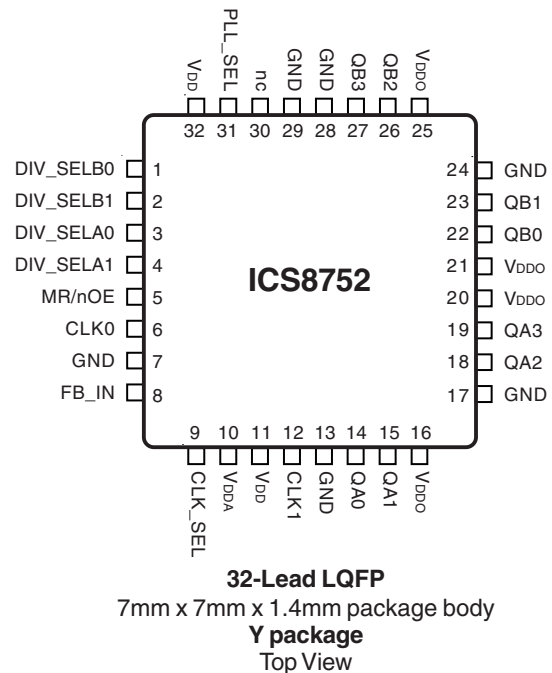 VDD
PLL_SEL
nc
GND
GND
QB3
QB2
VDDO
32 31 30 29 28 27 26 25
DIV_SELB0 1
DIV_SELB1 2
DIV_SELA0 3
DIV_SELA1 4
MR/nOE 5
CLK0 6
GND 7
FB_IN 8
ICS8752
24 GND
23 QB1
22 QB0
21 VDDO
20 VDDO
19 QA3
18 QA2
17 GND
9 10 11 12 13 14 15 16
CLK_SEL
VDDA
VDD
CLK1
GND
QA0
QA1
VDDO
32-Lead LQFP
7mm x 7mm x 1.4mm package body
Y package
Top View